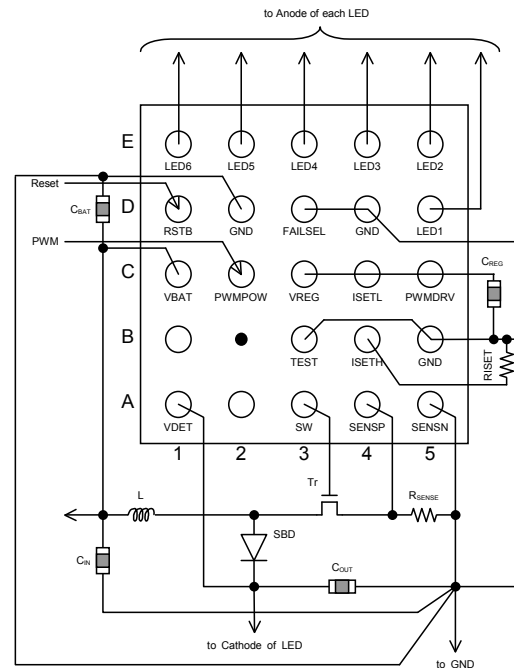 to Anode of each LED
E
LED6 LED5 LED4 LED3 LED2
Reset
CBAT
D
RSTB GND FAILSEL GND LED1
PWM
CREG
C
VBAT PWMPOW VREG ISETL PWMDRV
B
TEST ISETH GND
RISET
A
VDET SW SENSP SENSN
1 2 3 4 5
Tr
L
RSENSE
SBD
CIN
COUT
to Cathode of LED
to GND